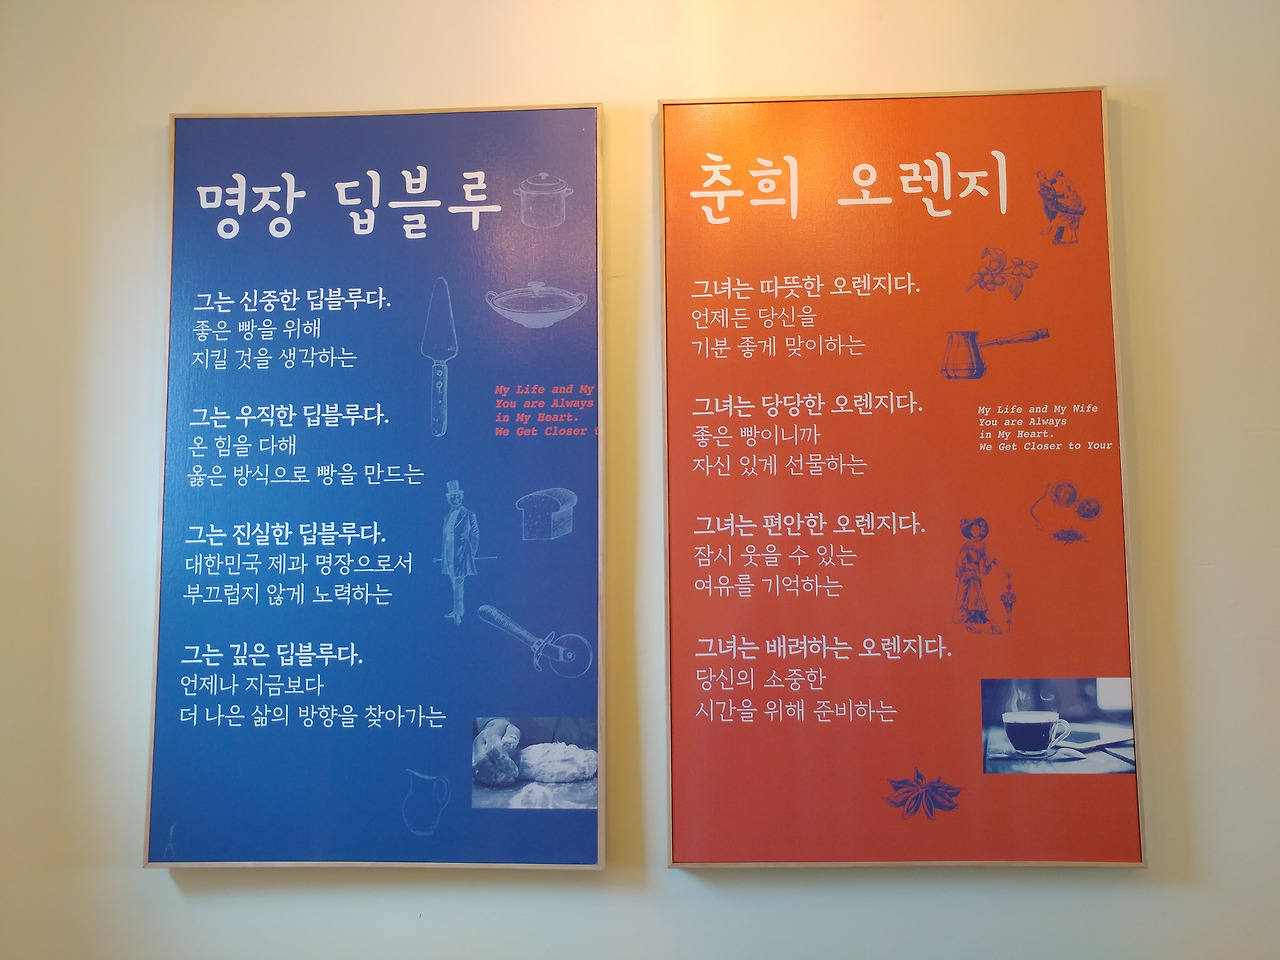 명장 딥블루
그는 신중한 딥블루다.
좋은 빵을 위해
지킬 것을 생각하는
그는 우직한 딥블루다.
온 힘을 다해
옳은 방식으로 빵을 만드는
그는 진실한 딥블루다.
대한민국 제과 명장으로서
부끄럽지 않게 노력하는
그는 깊은 딥블루다.
언제나 지금보다
더 나은 삶의 방향을 찾아가는
My Life and My
You are Always
in My Heart.
We Get Closer t
춘희 오렌지
그녀는 따뜻한 오렌지다.
언제든 당신을
기분 좋게 맞이하는
그녀는 당당한 오렌지다.
좋은 빵이니까
자신 있게 선물하는
그녀는 편안한 오렌지다.
잠시 웃을 수 있는
여유를 기억하는
그녀는 배려하는 오렌지다.
당신의 소중한
시간을 위해 준비하는
My Life and My Wife
You are Always
in My Heart.
We Get Closer to Your